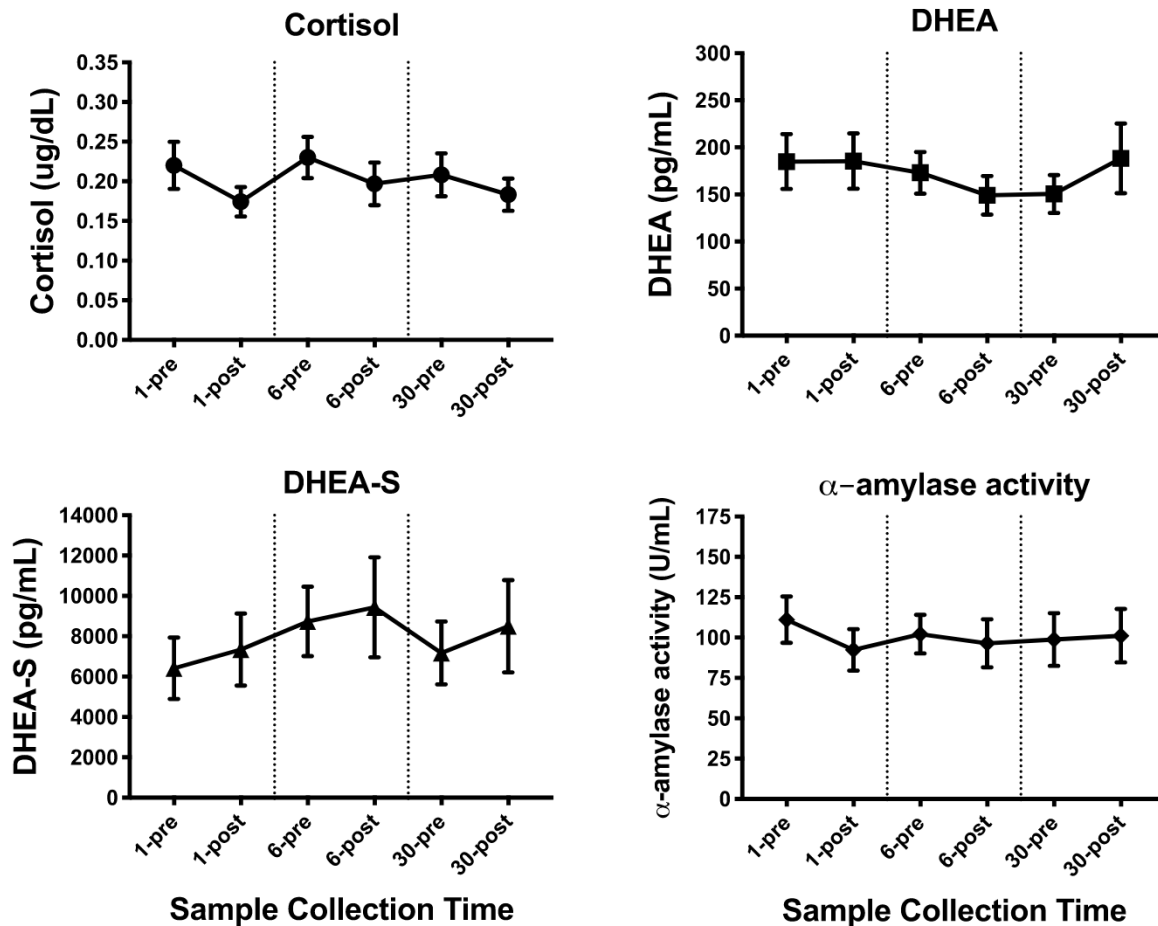 Cortisol
Cortisol (ug/dL)
0.35
0.30
0.25
0.20
0.15
0.10
0.05
0.00
1-pre
1-post
6-pre
6-post
30-pre
30-post
DHEA
DHEA (pg/mL)
300
250
200
150
100
50
0
1-pre
1-post
6-pre
6-post
30-pre
30-post
DHEA-S
DHEA-S (pg/mL)
14000
12000
10000
8000
6000
4000
2000
0
1-pre
1-post
6-pre
6-post
30-pre
30-post
Sample Collection Time
α−amylase activity
α-amylase activity (U/mL)
175
150
125
100
75
50
25
0
1-pre
1-post
6-pre
6-post
30-pre
30-post
Sample Collection Time